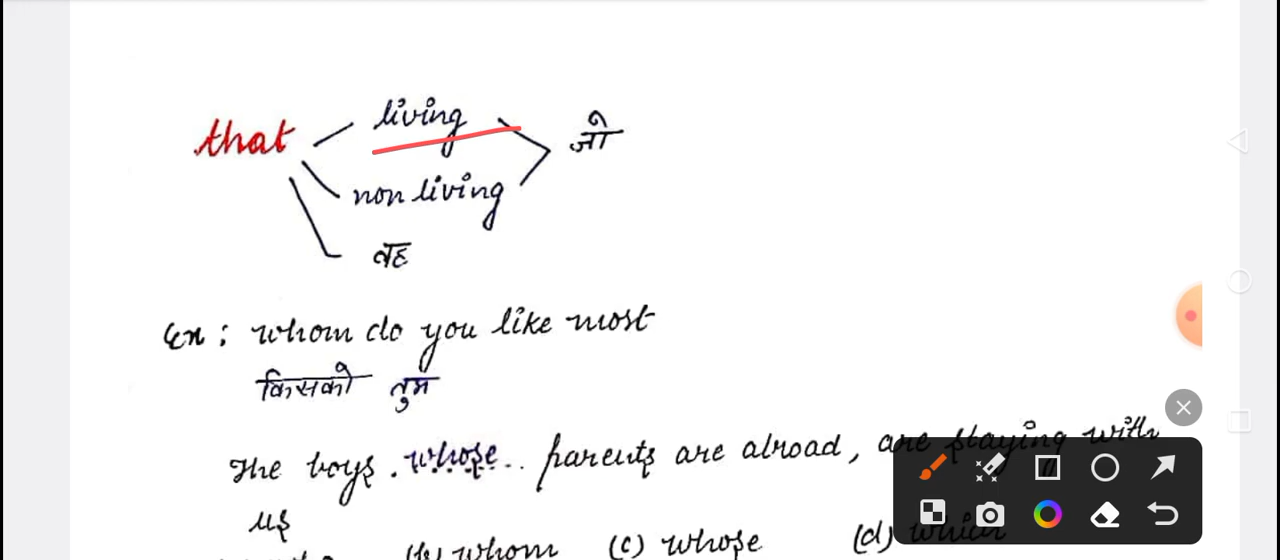 that living जो
non living
वह
Ex : whom do you like most
किसको तुम
The boys .whose.. parents are abroad, are staying with
us
(b) whom (c) whose (d) which